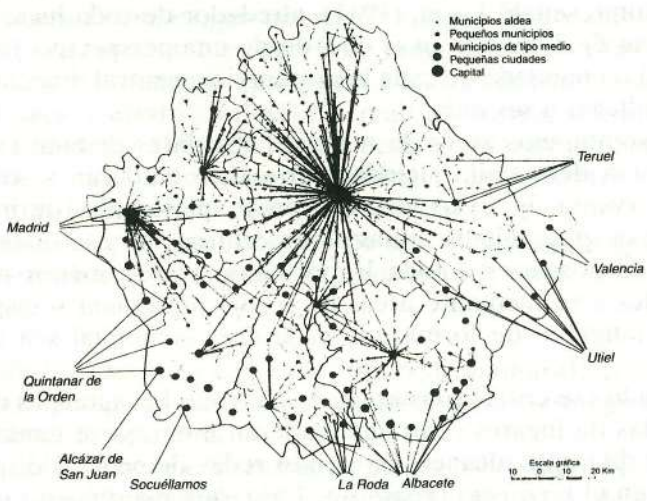 Municipios aldea
Pequeños municipios
Municipios de tipo medio
Pequeñas ciudades
Capital
Teruel
Madrid
Valencia
Utiel
Quintanar de
la Orden
Alcázar de
San Juan
Socuéllamos
La Roda
Albacete
Escala gráfica
10 0 10 20 Km